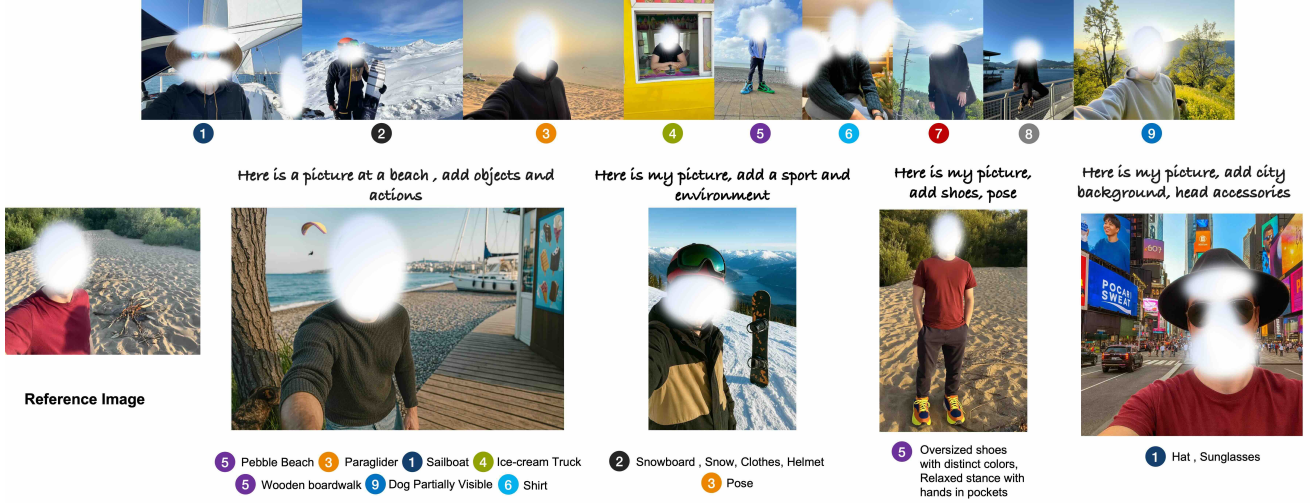 1 2 3 4 5 6 7 8 9
Here is a picture at a beach , add objects and
actions
Here is my picture, add a sport and
environment
Here is my picture,
add shoes, pose
Here is my picture, add city
background, head accessories
POCARI
SWEAT
Reference Image
5 Pebble Beach 3 Paraglider 1 Sailboat 4 Ice-cream Truck
5 Wooden boardwalk 9 Dog Partially Visible 6 Shirt
2 Snowboard , Snow, Clothes, Helmet
3 Pose
5 Oversized shoes
with distinct colors,
Relaxed stance with
hands in pockets
1 Hat , Sunglasses